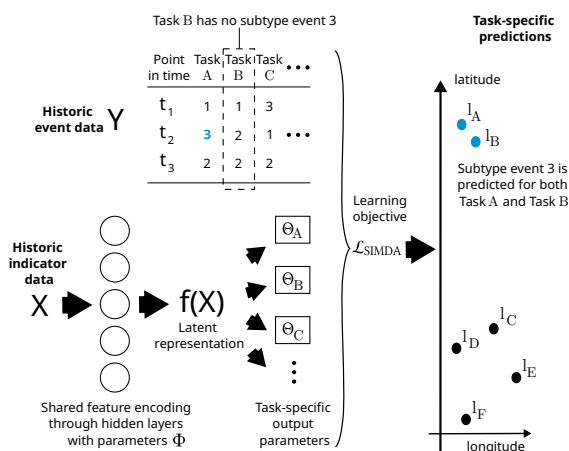 Task B has no subtype event 3
Task-specific
predictions
Point
in time
Task
A
Task
B
Task
C
•••
Historic
event data
Y
t1 1 1 3
t2 3 2 1 •••
t3 2 2 2
latitude
lA
lB
Subtype event 3 is
predicted for both
Task A and Task B
Learning
objective
ℒSIMDA
Historic
indicator
data
X
f(X)
Latent
representation
ΘA
ΘB
ΘC
lC
lD
lE
lF
longitude
Shared feature encoding
through hidden layers
with parameters Φ
Task-specific
output
parameters